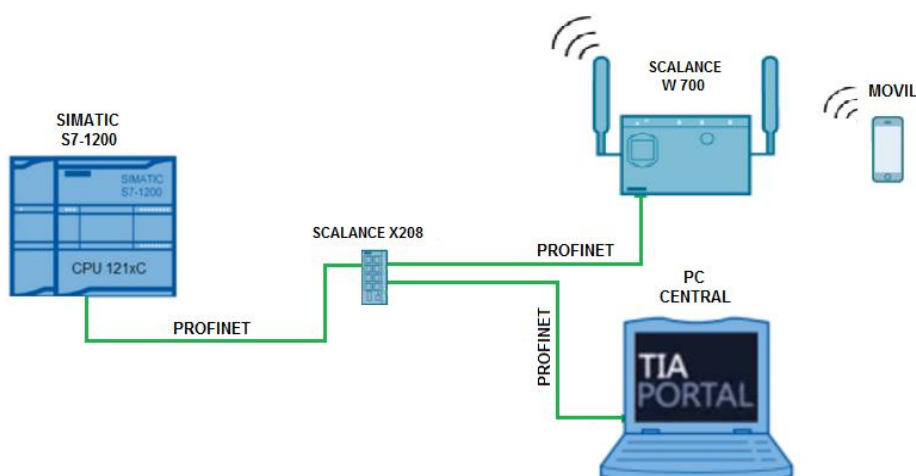 SCALANCE
W 700
MOVIL
SIMATIC
S7-1200
SIMATIC
S7-1200
CPU 121xC
SCALANCE X208
PROFINET
PROFINET
PROFINET
PC
CENTRAL
TIA
PORTAL